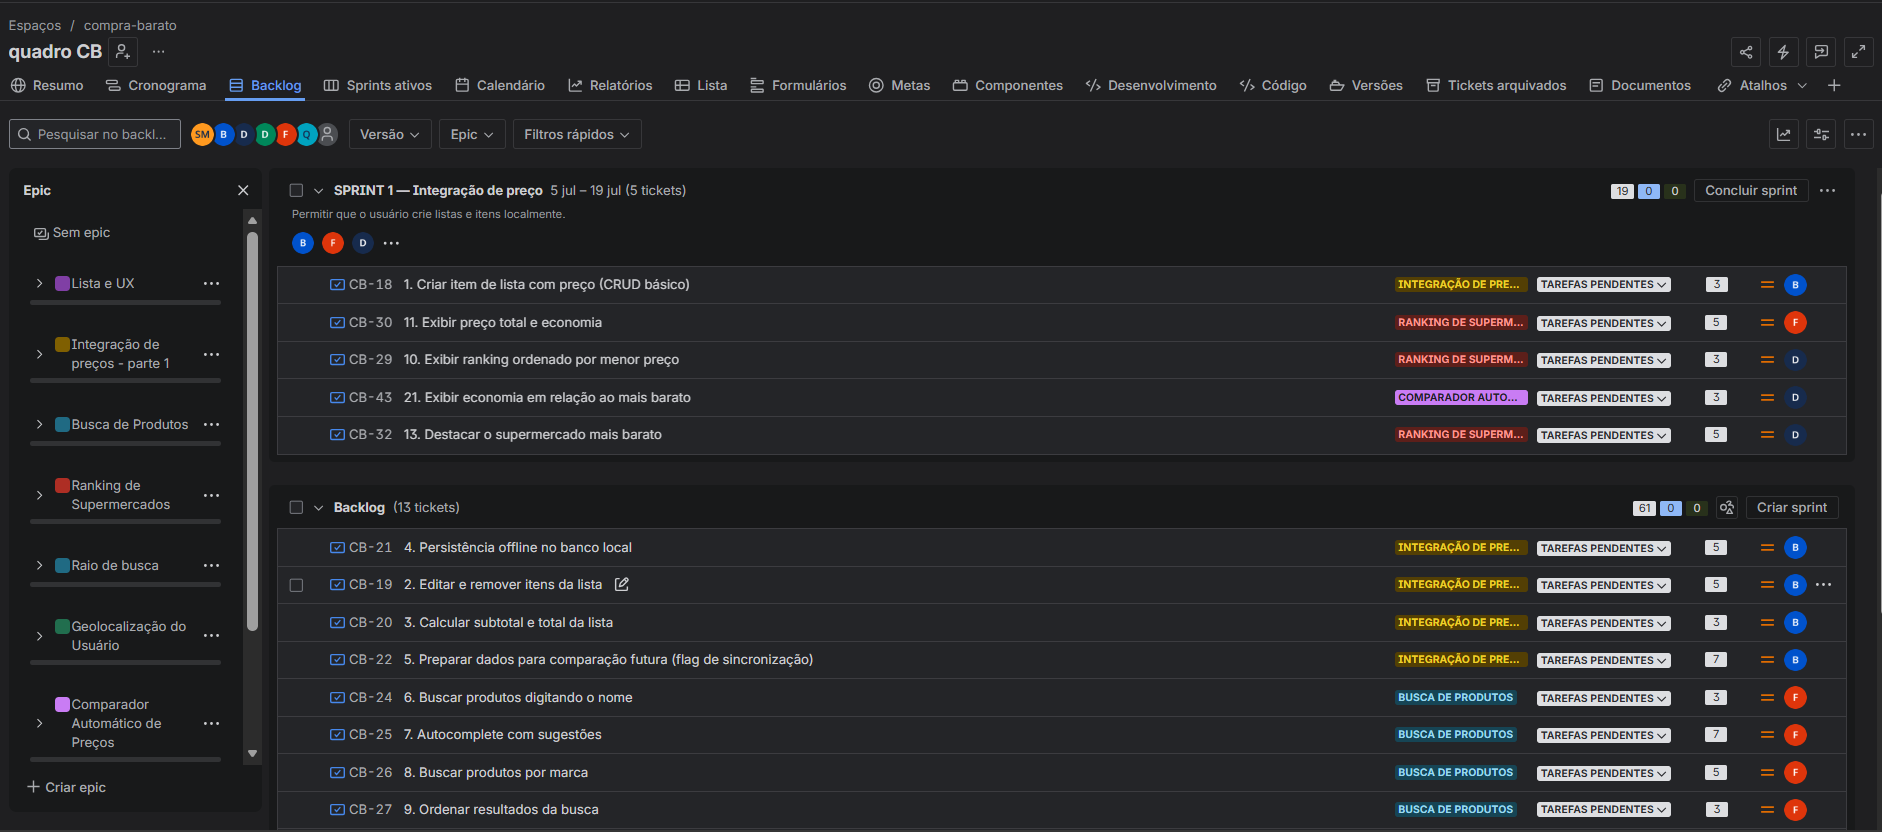 Espaços / compra-barato
quadro CB
Resumo Cronograma Backlog Sprints ativos Calendário Relatórios Lista Formulários Metas Componentes Desenvolvimento Código Versões Tickets arquivados Documentos Atalhos
Pesquisar no backl... SM B D D F Q Versão Epic Filtros rápidos
Epic
Sem epic
Lista e UX
Integração de
preços - parte 1
Busca de Produtos
Ranking de
Supermercados
Raio de busca
Geolocalização do
Usuário
Comparador
Automático de
Preços
Criar epic
SPRINT 1 — Integração de preço 5 jul – 19 jul (5 tickets) 19 0 0 Concluir sprint
Permitir que o usuário crie listas e itens localmente.
B F D
CB-18 1. Criar item de lista com preço (CRUD básico) INTEGRAÇÃO DE PRE... TAREFAS PENDENTES 3 B
CB-30 11. Exibir preço total e economia RANKING DE SUPERM... TAREFAS PENDENTES 5 F
CB-29 10. Exibir ranking ordenado por menor preço RANKING DE SUPERM... TAREFAS PENDENTES 3 D
CB-43 21. Exibir economia em relação ao mais barato COMPARADOR AUTO... TAREFAS PENDENTES 3 D
CB-32 13. Destacar o supermercado mais barato RANKING DE SUPERM... TAREFAS PENDENTES 5 D
Backlog (13 tickets) 61 0 0 Criar sprint
CB-21 4. Persistência offline no banco local INTEGRAÇÃO DE PRE... TAREFAS PENDENTES 5 B
CB-19 2. Editar e remover itens da lista INTEGRAÇÃO DE PRE... TAREFAS PENDENTES 5 B
CB-20 3. Calcular subtotal e total da lista INTEGRAÇÃO DE PRE... TAREFAS PENDENTES 3 B
CB-22 5. Preparar dados para comparação futura (flag de sincronização) INTEGRAÇÃO DE PRE... TAREFAS PENDENTES 7 B
CB-24 6. Buscar produtos digitando o nome BUSCA DE PRODUTOS TAREFAS PENDENTES 3 F
CB-25 7. Autocomplete com sugestões BUSCA DE PRODUTOS TAREFAS PENDENTES 7 F
CB-26 8. Buscar produtos por marca BUSCA DE PRODUTOS TAREFAS PENDENTES 5 F
CB-27 9. Ordenar resultados da busca BUSCA DE PRODUTOS TAREFAS PENDENTES 3 F